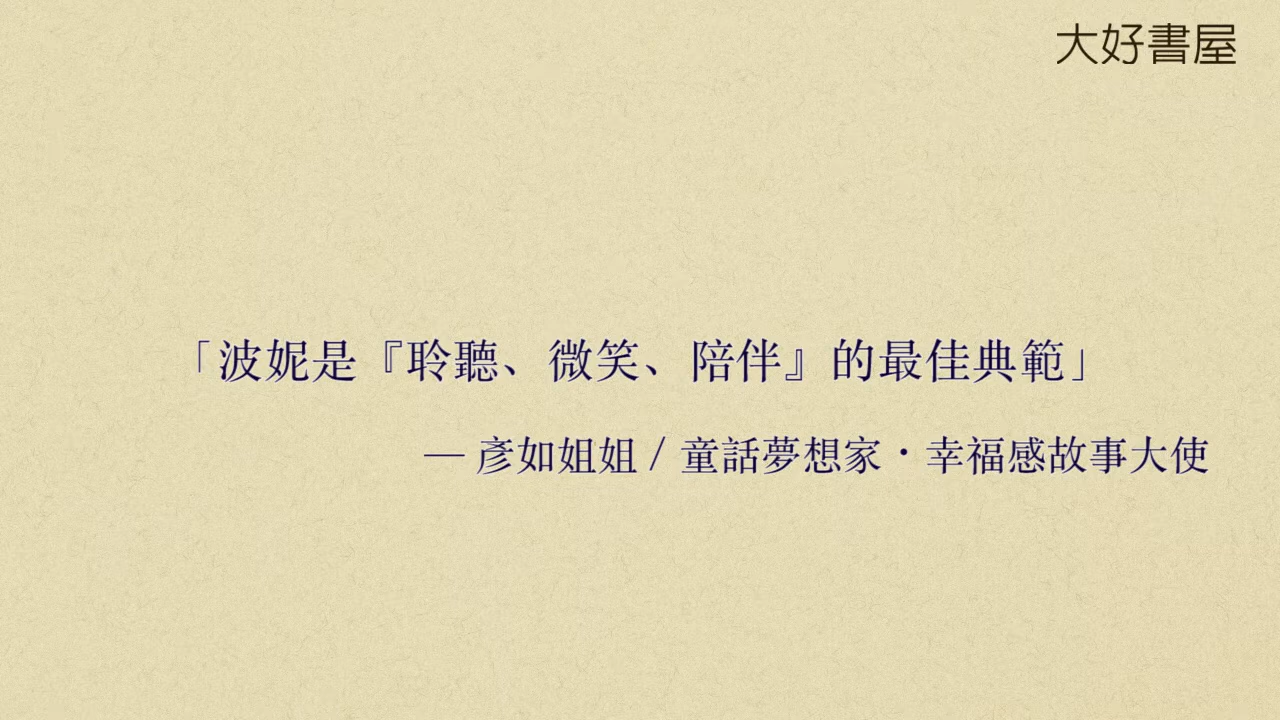 大好書屋
「波妮是『聆聽、微笑、陪伴』的最佳典範」
— 彥如姐姐 / 童話夢想家・幸福感故事大使